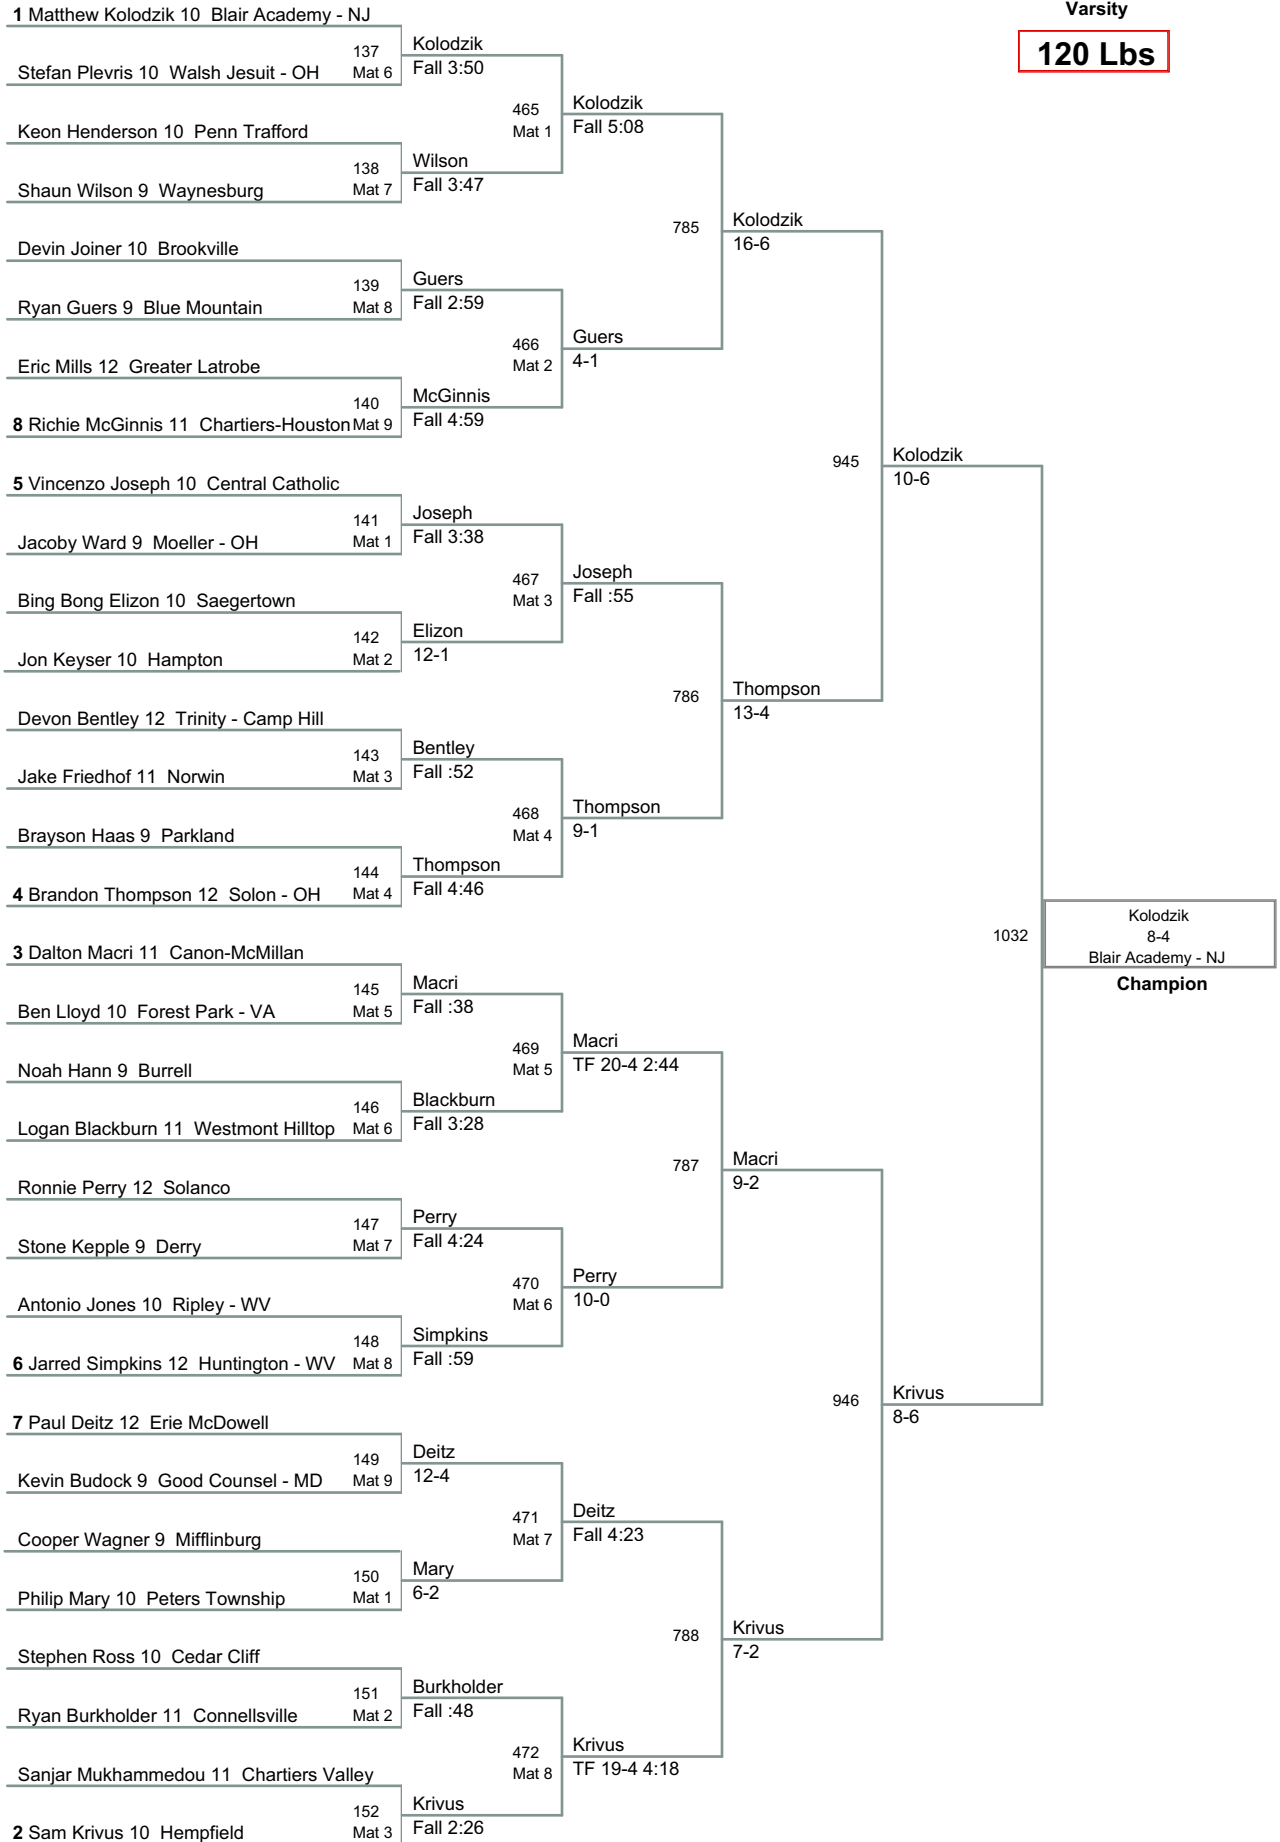 Varsity
120 Lbs
1 Matthew Kolodzik 10 Blair Academy - NJ
137
Mat 6
Stefan Plevris 10 Walsh Jesuit - OH
Keon Henderson 10 Penn Trafford
138
Mat 7
Shaun Wilson 9 Waynesburg
Devin Joiner 10 Brookville
139
Mat 8
Ryan Guers 9 Blue Mountain
Eric Mills 12 Greater Latrobe
140
Mat 9
8 Richie McGinnis 11 Chartiers-Houston
5 Vincenzo Joseph 10 Central Catholic
141
Mat 1
Jacoby Ward 9 Moeller - OH
Bing Bong Elizon 10 Saegertown
142
Mat 2
Jon Keyser 10 Hampton
Devon Bentley 12 Trinity - Camp Hill
143
Mat 3
Jake Friedhof 11 Norwin
Brayson Haas 9 Parkland
144
Mat 4
4 Brandon Thompson 12 Solon - OH
3 Dalton Macri 11 Canon-McMillan
145
Mat 5
Ben Lloyd 10 Forest Park - VA
Noah Hann 9 Burrell
146
Mat 6
Logan Blackburn 11 Westmont Hilltop
Ronnie Perry 12 Solanco
147
Mat 7
Stone Kepple 9 Derry
Antonio Jones 10 Ripley - WV
148
Mat 8
6 Jarred Simpkins 12 Huntington - WV
7 Paul Deitz 12 Erie McDowell
149
Mat 9
Kevin Budock 9 Good Counsel - MD
Cooper Wagner 9 Mifflinburg
150
Mat 1
Philip Mary 10 Peters Township
Stephen Ross 10 Cedar Cliff
151
Mat 2
Ryan Burkholder 11 Connellsville
Sanjar Mukhammedou 11 Chartiers Valley
152
Mat 3
2 Sam Krivus 10 Hempfield
Kolodzik
Fall 3:50
465
Mat 1
Wilson
Fall 3:47
Guers
Fall 2:59
466
Mat 2
McGinnis
Fall 4:59
Joseph
Fall 3:38
467
Mat 3
Elizon
12-1
Bentley
Fall :52
468
Mat 4
Thompson
Fall 4:46
Macri
Fall :38
469
Mat 5
Blackburn
Fall 3:28
Perry
Fall 4:24
470
Mat 6
Simpkins
Fall :59
Deitz
12-4
471
Mat 7
Mary
6-2
Burkholder
Fall :48
472
Mat 8
Krivus
Fall 2:26
Kolodzik
Fall 5:08
785
Guers
4-1
Joseph
Fall :55
786
Thompson
9-1
Macri
TF 20-4 2:44
787
Perry
10-0
Deitz
Fall 4:23
788
Krivus
TF 19-4 4:18
Kolodzik
16-6
945
Thompson
13-4
Macri
9-2
946
Krivus
7-2
Kolodzik
10-6
1032
Krivus
8-6
Kolodzik
8-4
Blair Academy - NJ
Champion